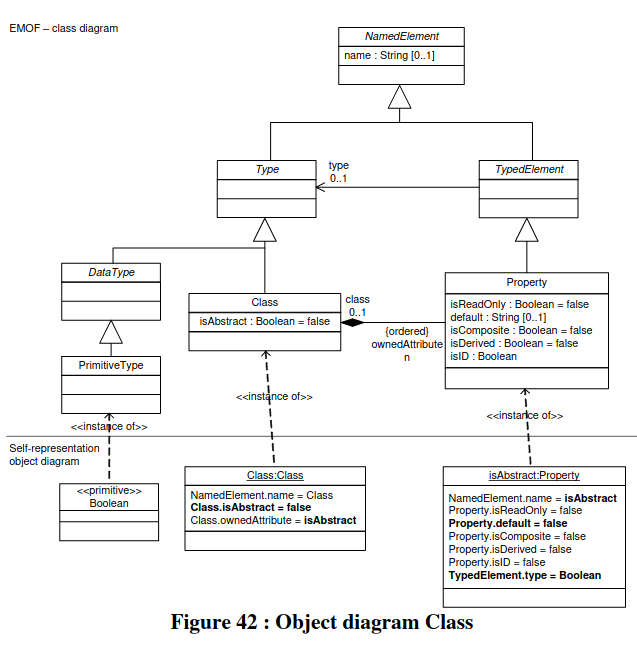 EMOF – class diagram
NamedElement
name : String [0..1]
Type
type
0..1
TypedElement
DataType
Class
isAbstract : Boolean = false
class
0..1
{ordered}
ownedAttribute
n
Property
isReadOnly : Boolean = false
default : String [0..1]
isComposite : Boolean = false
isDerived : Boolean = false
isID : Boolean
PrimitiveType
<<instance of>>
<<instance of>>
<<instance of>>
Self-representation
object diagram
<<primitive>>
Boolean
Class:Class
NamedElement.name = Class
Class.isAbstract = false
Class.ownedAttribute = isAbstract
isAbstract:Property
NamedElement.name = isAbstract
Property.isReadOnly = false
Property.default = false
Property.isComposite = false
Property.isDerived = false
Property.isID = false
TypedElement.type = Boolean
Figure 42 : Object diagram Class